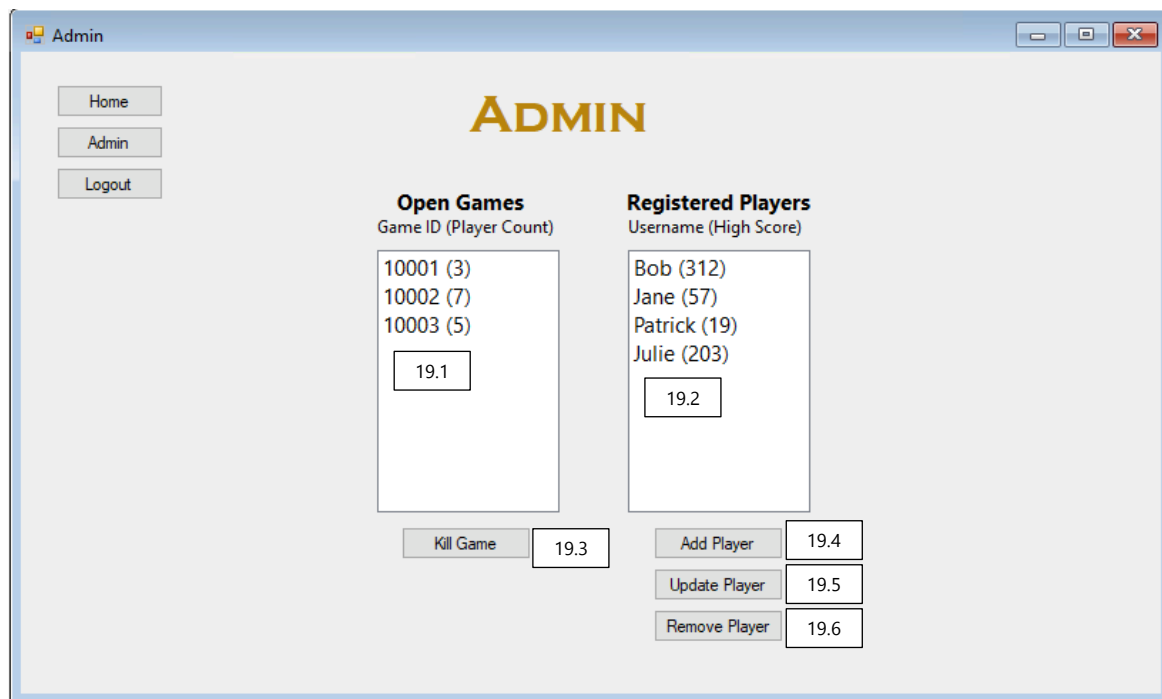 Admin
Home
Admin
Logout
ADMIN
Open Games
Game ID (Player Count)
10001 (3)
10002 (7)
10003 (5)
19.1
Kill Game
19.3
Registered Players
Username (High Score)
Bob (312)
Jane (57)
Patrick (19)
Julie (203)
19.2
Add Player
19.4
Update Player
19.5
Remove Player
19.6